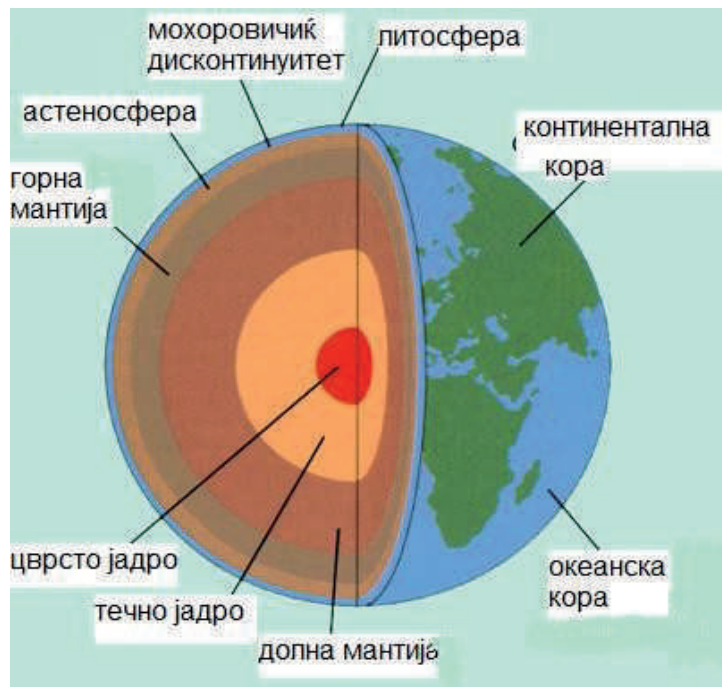 мохоровичиќ
дисконтинуитет
литосфера
астеносфера
континентална
кора
горна
мантија
цврсто јадро
течно јадро
долна мантија
океанска
кора